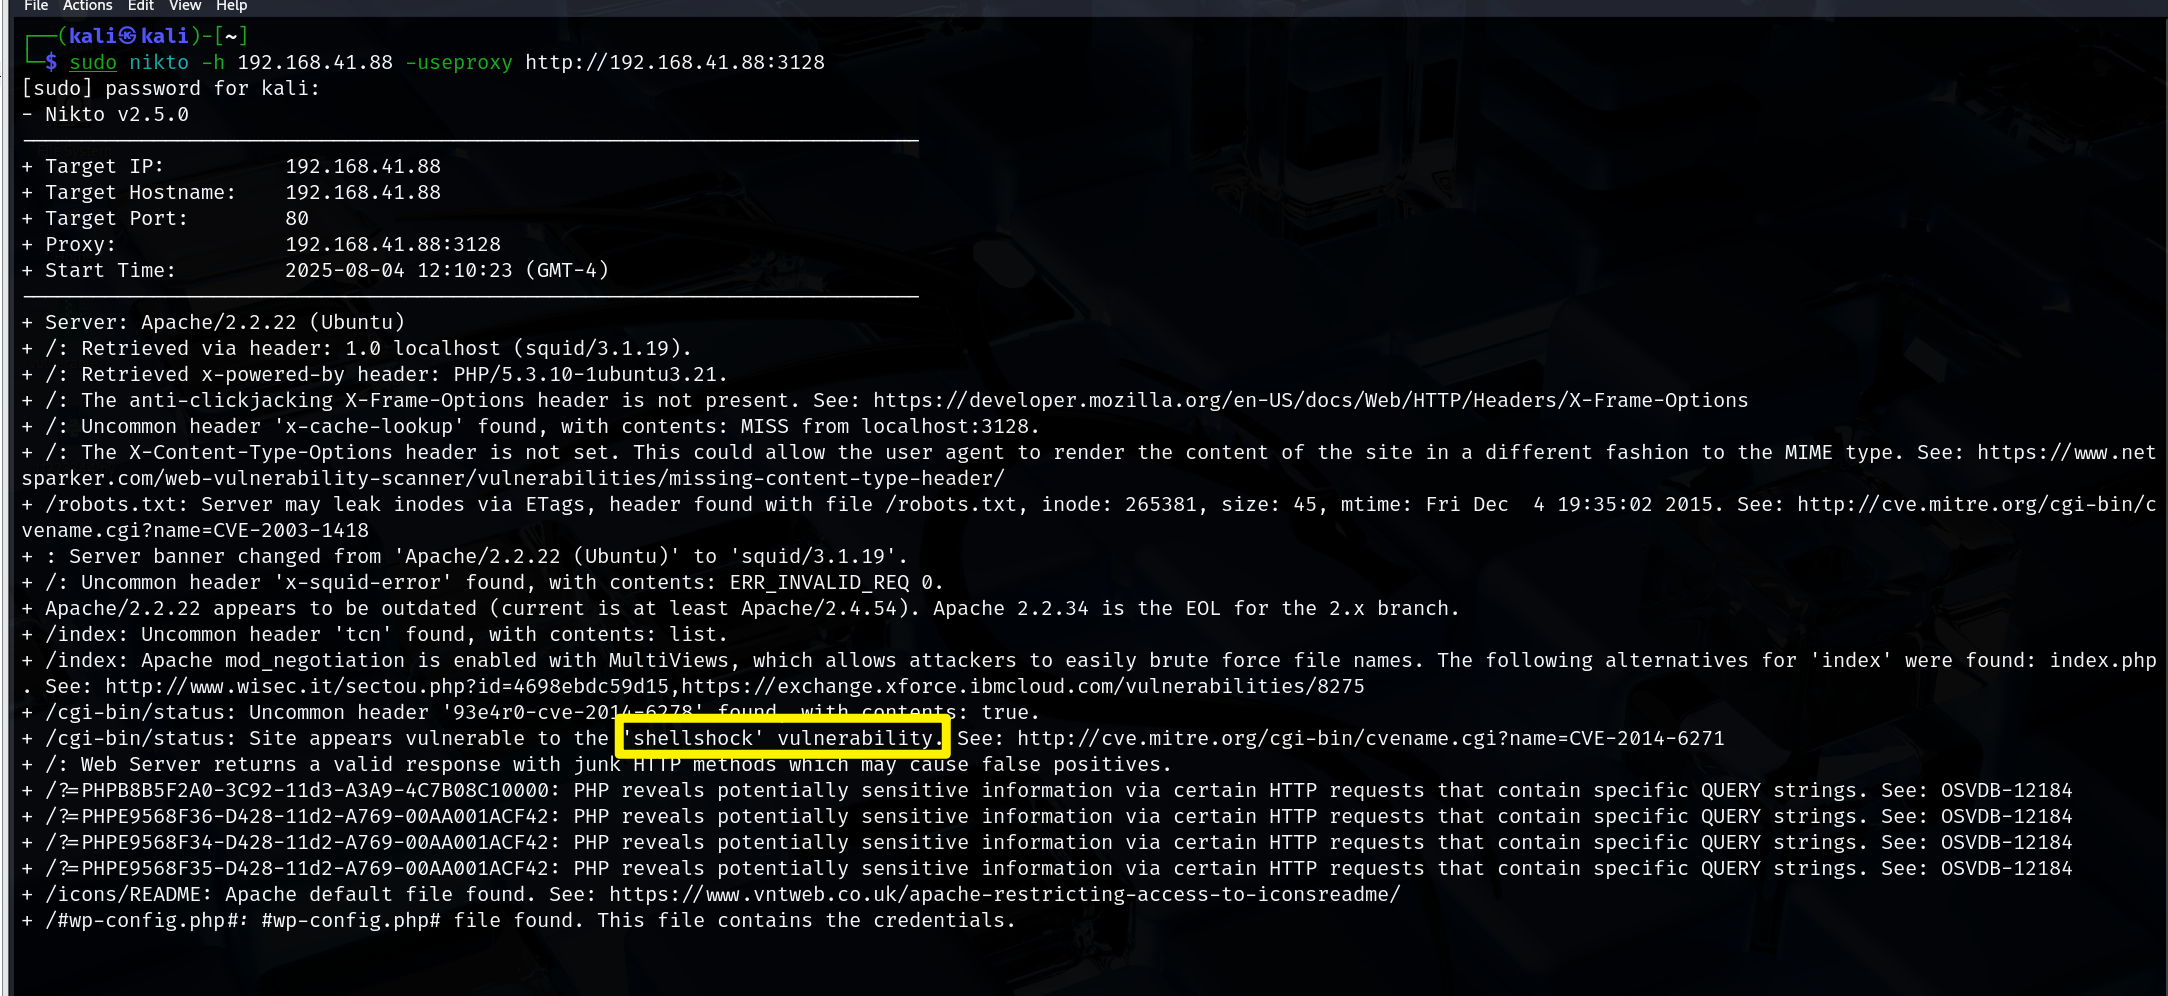 File Actions Edit View Help
┌──(kali㉿kali)-[~]
└─$ sudo nikto -h 192.168.41.88 -useproxy http://192.168.41.88:3128
[sudo] password for kali:
- Nikto v2.5.0
+ Target IP: 192.168.41.88
+ Target Hostname: 192.168.41.88
+ Target Port: 80
+ Proxy: 192.168.41.88:3128
+ Start Time: 2025-08-04 12:10:23 (GMT-4)
+ Server: Apache/2.2.22 (Ubuntu)
+ /: Retrieved via header: 1.0 localhost (squid/3.1.19).
+ /: Retrieved x-powered-by header: PHP/5.3.10-1ubuntu3.21.
+ /: The anti-clickjacking X-Frame-Options header is not present. See: https://developer.mozilla.org/en-US/docs/Web/HTTP/Headers/X-Frame-Options
+ /: Uncommon header 'x-cache-lookup' found, with contents: MISS from localhost:3128.
+ /: The X-Content-Type-Options header is not set. This could allow the user agent to render the content of the site in a different fashion to the MIME type. See: https://www.net
sparker.com/web-vulnerability-scanner/vulnerabilities/missing-content-type-header/
+ /robots.txt: Server may leak inodes via ETags, header found with file /robots.txt, inode: 265381, size: 45, mtime: Fri Dec  4 19:35:02 2015. See: http://cve.mitre.org/cgi-bin/c
vename.cgi?name=CVE-2003-1418
+ : Server banner changed from 'Apache/2.2.22 (Ubuntu)' to 'squid/3.1.19'.
+ /: Uncommon header 'x-squid-error' found, with contents: ERR_INVALID_REQ 0.
+ Apache/2.2.22 appears to be outdated (current is at least Apache/2.4.54). Apache 2.2.34 is the EOL for the 2.x branch.
+ /index: Uncommon header 'tcn' found, with contents: list.
+ /index: Apache mod_negotiation is enabled with MultiViews, which allows attackers to easily brute force file names. The following alternatives for 'index' were found: index.php
. See: http://www.wisec.it/sectou.php?id=4698ebdc59d15,https://exchange.xforce.ibmcloud.com/vulnerabilities/8275
+ /cgi-bin/status: Uncommon header '93e4r0-cve-2014-6278' found, with contents: true.
+ /cgi-bin/status: Site appears vulnerable to the 'shellshock' vulnerability. See: http://cve.mitre.org/cgi-bin/cvename.cgi?name=CVE-2014-6271
+ /: Web Server returns a valid response with junk HTTP methods which may cause false positives.
+ /?=PHPB8B5F2A0-3C92-11d3-A3A9-4C7B08C10000: PHP reveals potentially sensitive information via certain HTTP requests that contain specific QUERY strings. See: OSVDB-12184
+ /?=PHPE9568F36-D428-11d2-A769-00AA001ACF42: PHP reveals potentially sensitive information via certain HTTP requests that contain specific QUERY strings. See: OSVDB-12184
+ /?=PHPE9568F34-D428-11d2-A769-00AA001ACF42: PHP reveals potentially sensitive information via certain HTTP requests that contain specific QUERY strings. See: OSVDB-12184
+ /?=PHPE9568F35-D428-11d2-A769-00AA001ACF42: PHP reveals potentially sensitive information via certain HTTP requests that contain specific QUERY strings. See: OSVDB-12184
+ /icons/README: Apache default file found. See: https://www.vntweb.co.uk/apache-restricting-access-to-iconsreadme/
+ /#wp-config.php#: #wp-config.php# file found. This file contains the credentials.